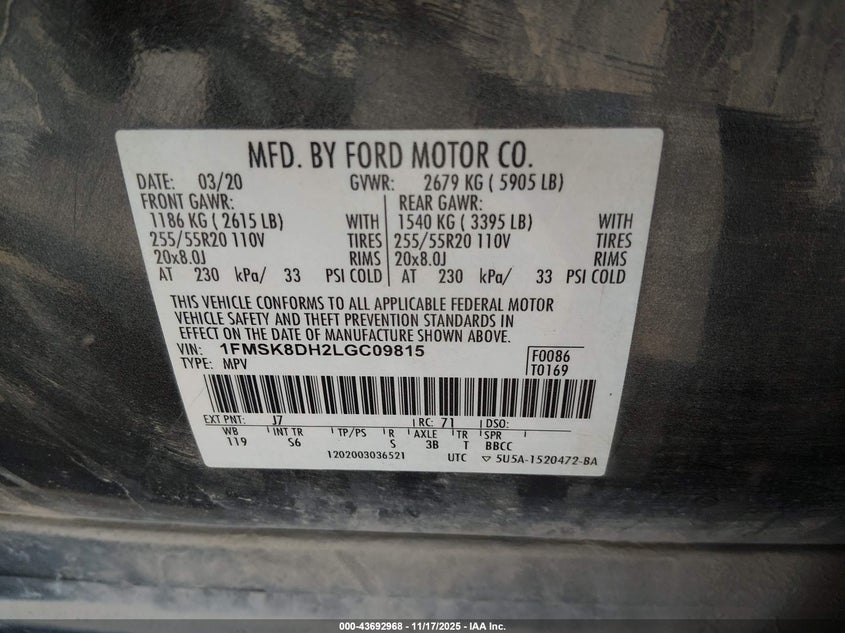 MFD. BY FORD MOTOR CO.
DATE: 03/20 GVWR: 2679 KG ( 5905 LB)
FRONT GAWR: REAR GAWR:
1186 KG ( 2615 LB) WITH 1540 KG ( 3395 LB) WITH
255/55R20 110V TIRES 255/55R20 110V TIRES
20x8.0J RIMS 20x8.0J RIMS
AT 230 kPa/ 33 PSI COLD AT 230 kPa/ 33 PSI COLD
THIS VEHICLE CONFORMS TO ALL APPLICABLE FEDERAL MOTOR
VEHICLE SAFETY AND THEFT PREVENTION STANDARDS IN
EFFECT ON THE DATE OF MANUFACTURE SHOWN ABOVE.
VIN: 1FMSK8DH2LGC09815 F0086
TYPE: MPV T0169
EXT PNT: J7 RC: 71 DSO:
WB INT TR TP/PS R AXLE TR SPR
119 S6 S 3B T BBCC
1202003036521 UTC ▽ 5U5A-1520472-BA
000-43692968 - 11/17/2025 - IAA Inc.